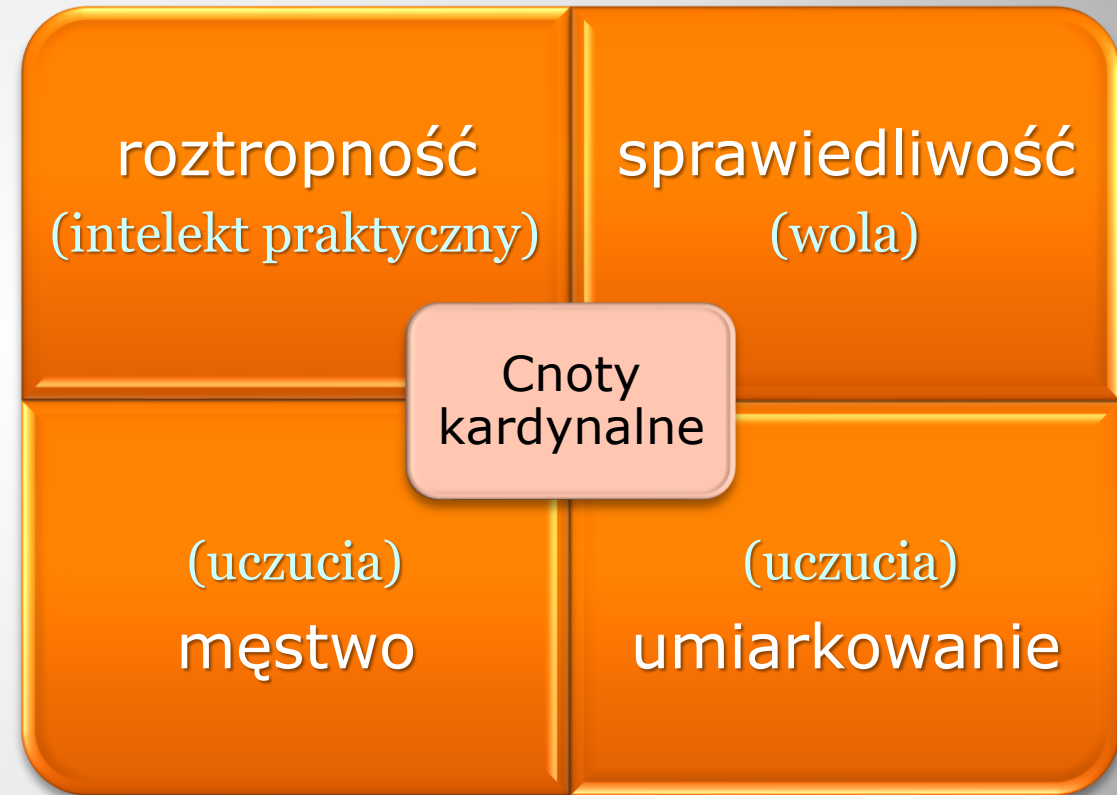 roztropność
(intelekt praktyczny)
sprawiedliwość
(wola)
Cnoty
kardynalne
(uczucia)
męstwo
(uczucia)
umiarkowanie